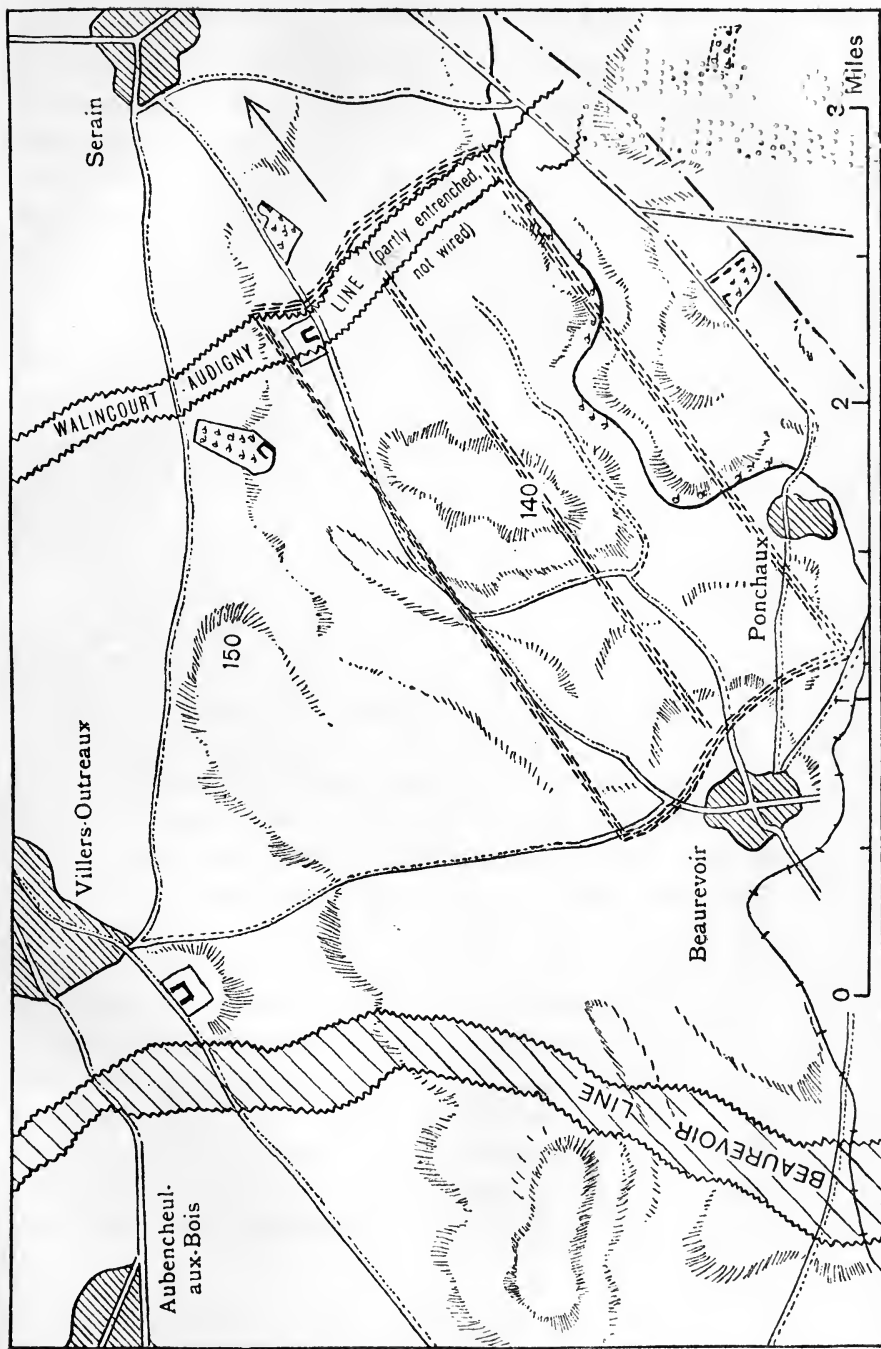 Aubencheul-
aux-Bois
Villers-Outreaux
Serain
WALINCOURT
AUDIGNY
LINE (partly entrenched,
not wired)
150
140
BEAUREVOIR
LINE
Beaurevoir
Ponchaux
0
1
2
3
Miles